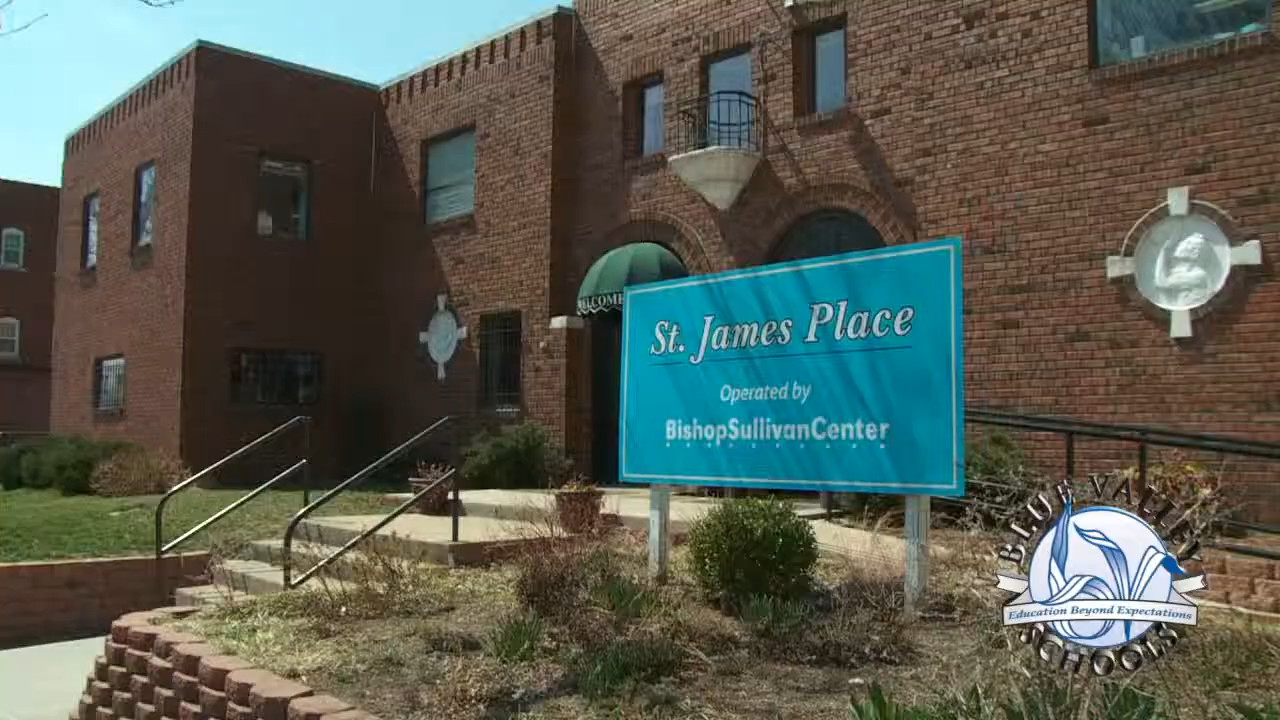 WELCOME
St. James Place
Operated by
BishopSullivanCenter
BLUE VALLEY
Education Beyond Expectations
SCHOOLS